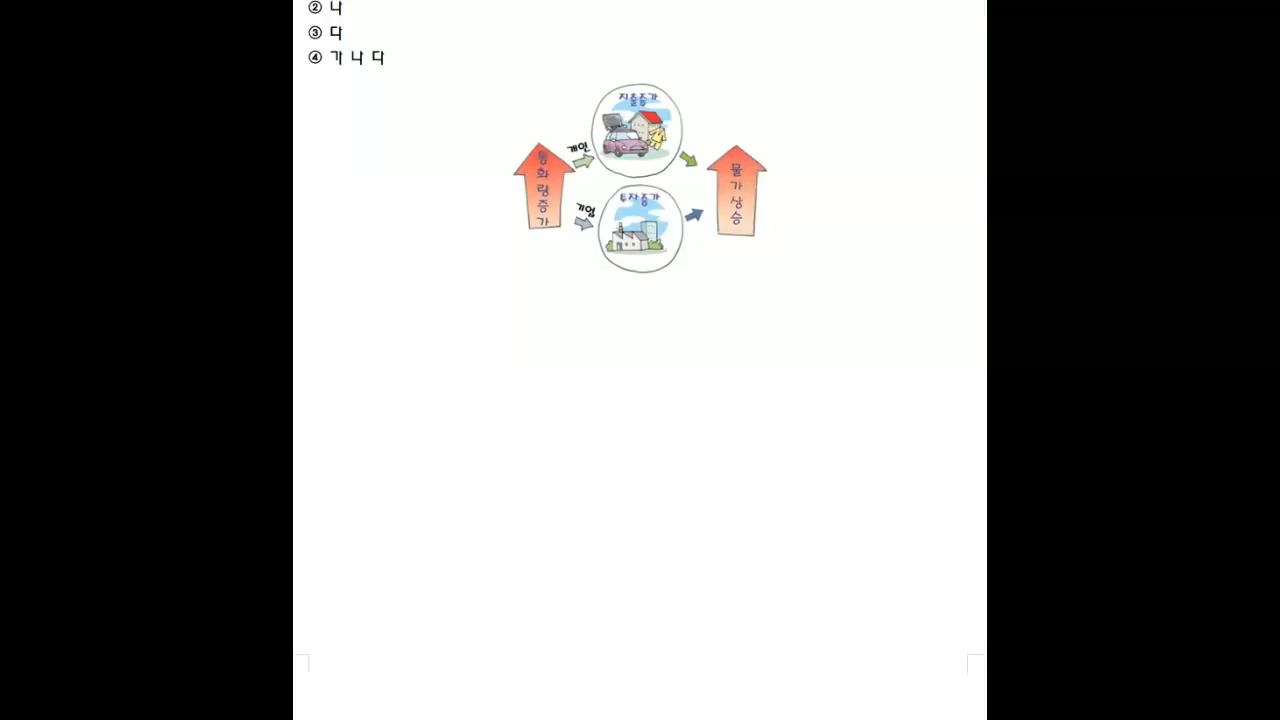 ② 나
③ 다
④ 가 나 다
지출증가
개인
통화량증가
물가상승
기업
투자증가